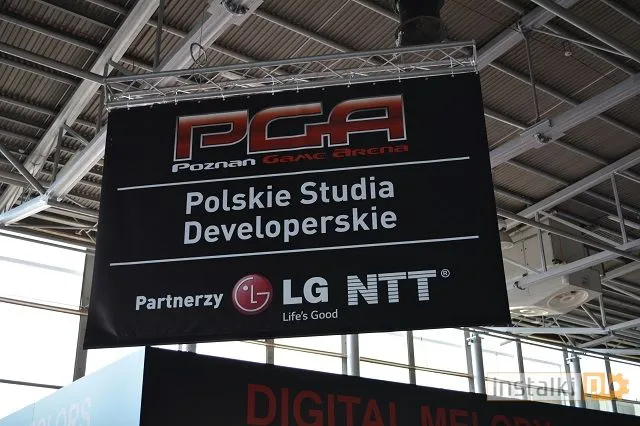 PGA
POZNAN GAME ARENA
Polskie Studia
Developerskie
Partnerzy LG NTT®
Life's Good
DIGITAL MELODY
instalki